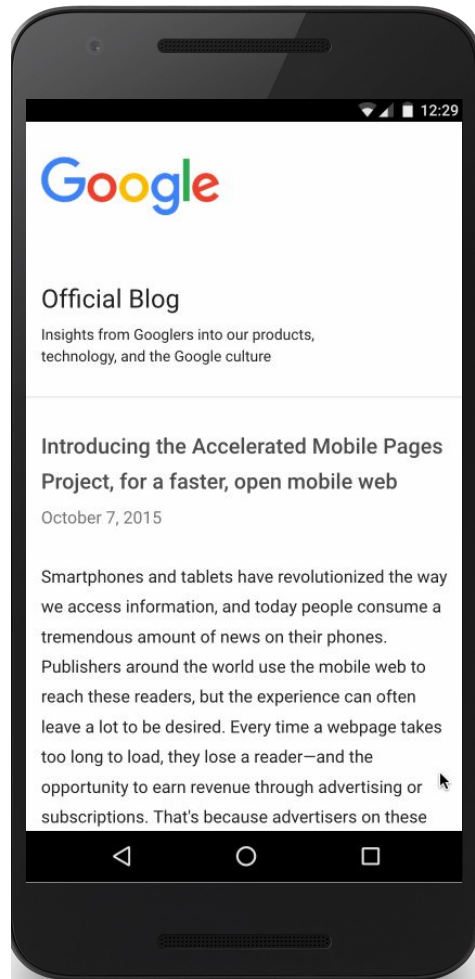 12:29
Google
Official Blog
Insights from Googlers into our products,
technology, and the Google culture
Introducing the Accelerated Mobile Pages
Project, for a faster, open mobile web
October 7, 2015
Smartphones and tablets have revolutionized the way
we access information, and today people consume a
tremendous amount of news on their phones.
Publishers around the world use the mobile web to
reach these readers, but the experience can often
leave a lot to be desired. Every time a webpage takes
too long to load, they lose a reader—and the
opportunity to earn revenue through advertising or
subscriptions. That's because advertisers on these